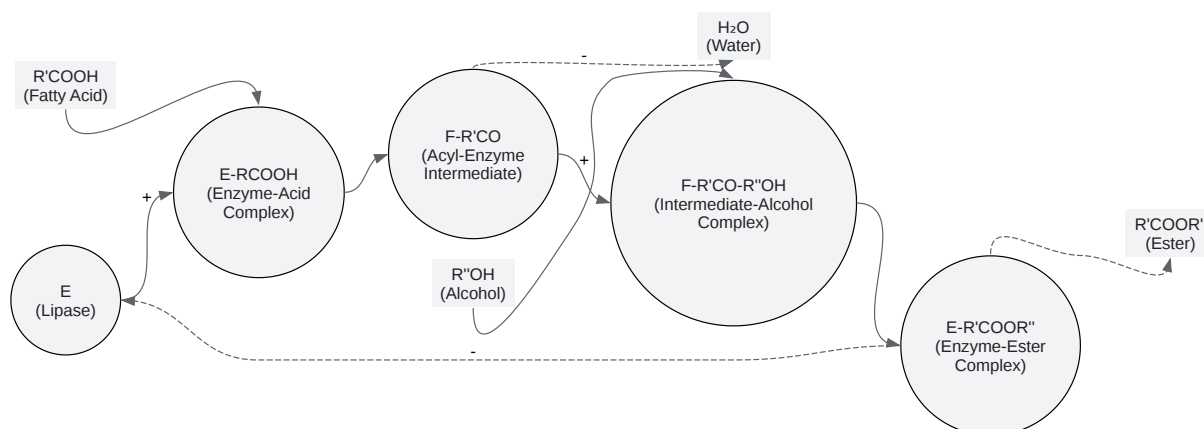 H₂O
(Water)
-
R'COOH
(Fatty Acid)
F-R'CO
(Acyl-Enzyme
Intermediate)
+
E-RCOOH
(Enzyme-Acid
Complex)
+
F-R'CO-R''OH
(Intermediate-Alcohol
Complex)
R'COOR'
(Ester)
R''OH
(Alcohol)
E
(Lipase)
-
E-R'COOR''
(Enzyme-Ester
Complex)